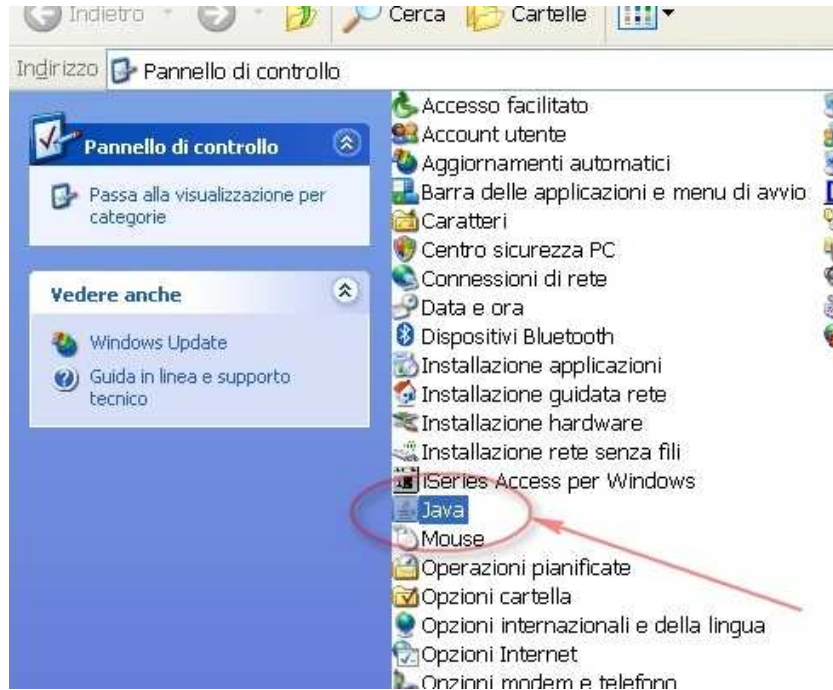 Indietro
Cerca
Cartelle
Indirizzo
Pannello di controllo
Pannello di controllo
Passa alla visualizzazione per
categorie
Vedere anche
Windows Update
Guida in linea e supporto
tecnico
Accesso facilitato
Account utente
Aggiornamenti automatici
Barra delle applicazioni e menu di avvio
Caratteri
Centro sicurezza PC
Connessioni di rete
Data e ora
Dispositivi Bluetooth
Installazione applicazioni
Installazione guidata rete
Installazione hardware
Installazione rete senza fili
iSeries Access per Windows
Java
Mouse
Operazioni pianificate
Opzioni cartella
Opzioni internazionali e della lingua
Opzioni Internet
Opzioni modem e telefono